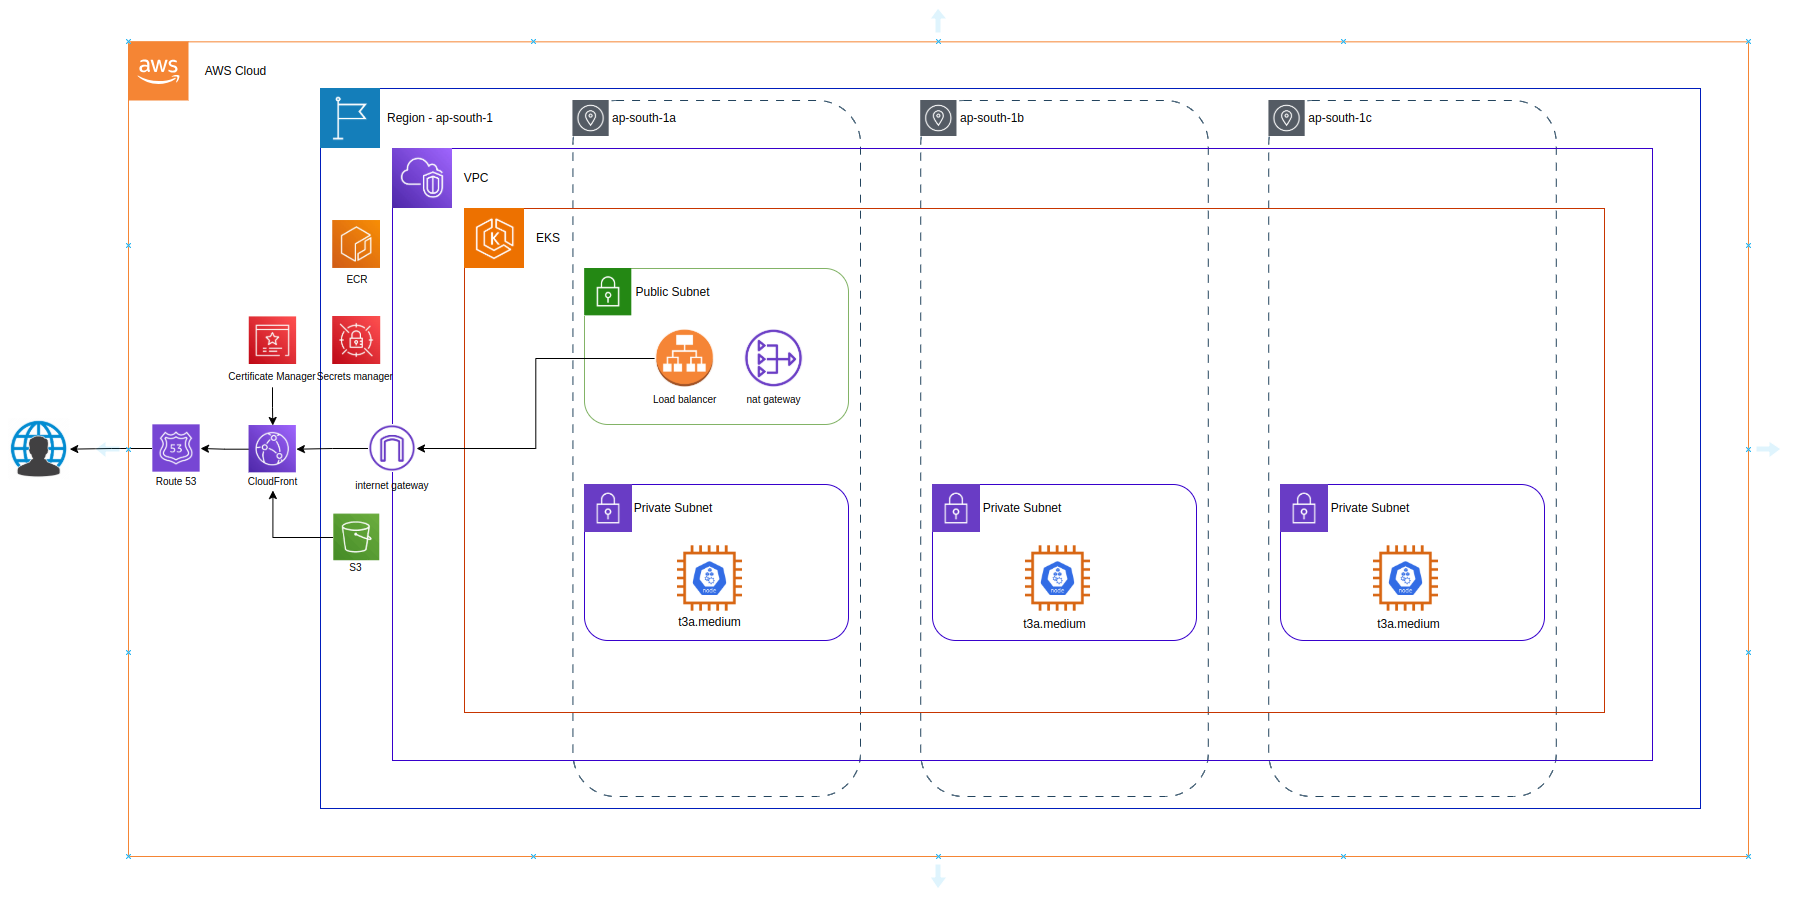 aws
AWS Cloud
Region - ap-south-1
ap-south-1a
ap-south-1b
ap-south-1c
VPC
K
EKS
ECR
Public Subnet
Certificate Manager
Secrets manager
Load balancer
nat gateway
53
Route 53
CloudFront
internet gateway
Private Subnet
Private Subnet
Private Subnet
S3
node
node
node
t3a.medium
t3a.medium
t3a.medium